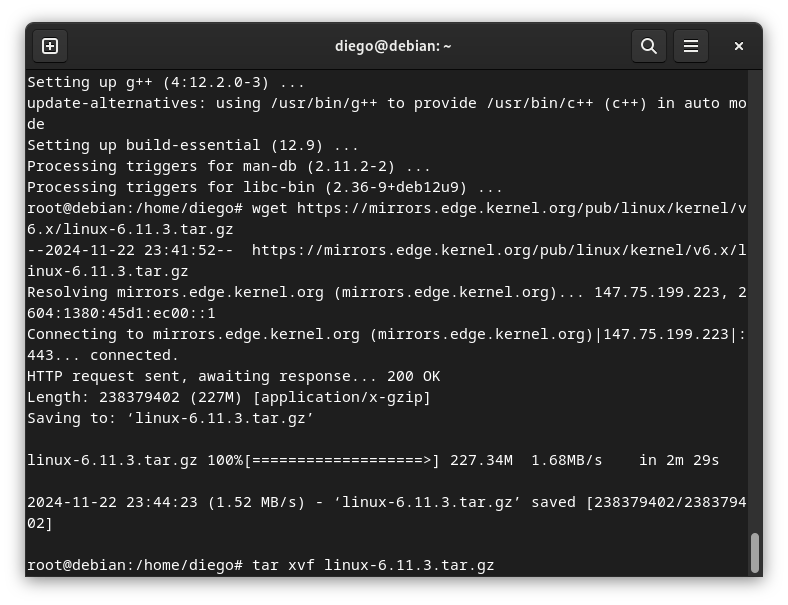 diego@debian: ~
Setting up g++ (4:12.2.0-3) ...
update-alternatives: using /usr/bin/g++ to provide /usr/bin/c++ (c++) in auto mo
de
Setting up build-essential (12.9) ...
Processing triggers for man-db (2.11.2-2) ...
Processing triggers for libc-bin (2.36-9+deb12u9) ...
root@debian:/home/diego# wget https://mirrors.edge.kernel.org/pub/linux/kernel/v
6.x/linux-6.11.3.tar.gz
--2024-11-22 23:41:52--  https://mirrors.edge.kernel.org/pub/linux/kernel/v6.x/l
inux-6.11.3.tar.gz
Resolving mirrors.edge.kernel.org (mirrors.edge.kernel.org)... 147.75.199.223, 2
604:1380:45d1:ec00::1
Connecting to mirrors.edge.kernel.org (mirrors.edge.kernel.org)|147.75.199.223|:
443... connected.
HTTP request sent, awaiting response... 200 OK
Length: 238379402 (227M) [application/x-gzip]
Saving to: ‘linux-6.11.3.tar.gz’
linux-6.11.3.tar.gz 100%[===================>] 227.34M  1.68MB/s    in 2m 29s
2024-11-22 23:44:23 (1.52 MB/s) - ‘linux-6.11.3.tar.gz’ saved [238379402/2383794
02]
root@debian:/home/diego# tar xvf linux-6.11.3.tar.gz